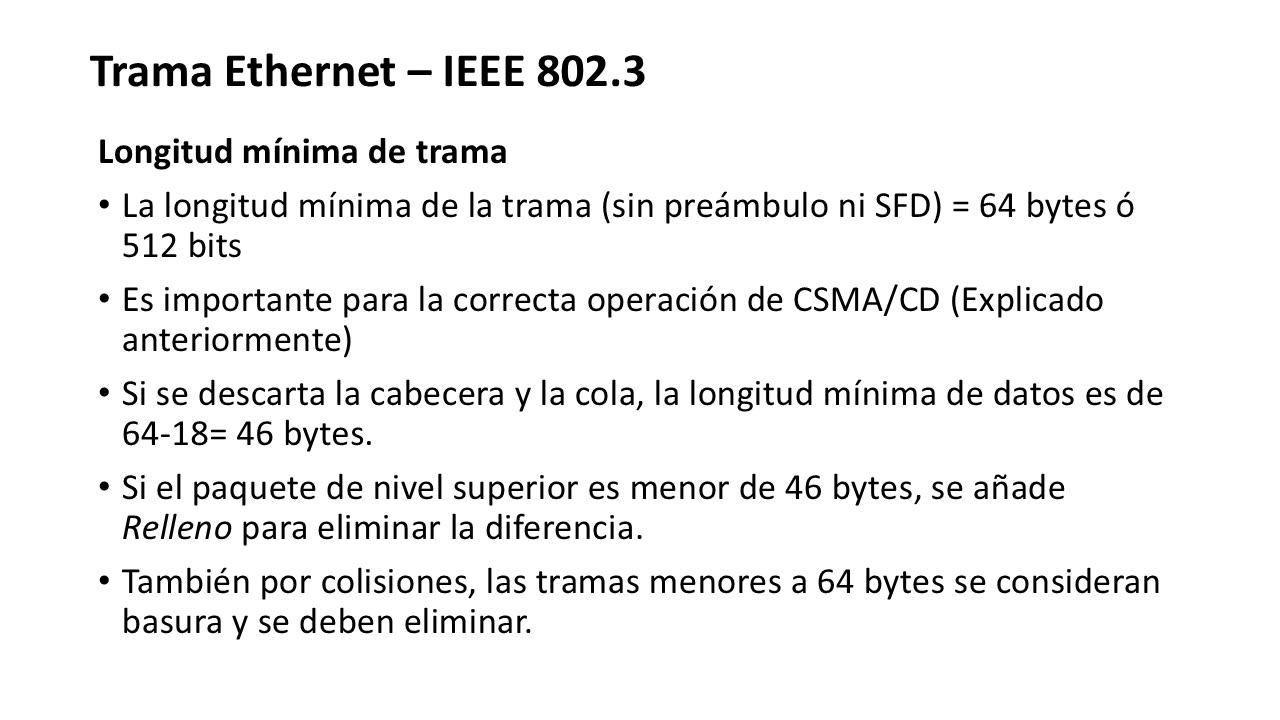 Trama Ethernet – IEEE 802.3
Longitud mínima de trama
• La longitud mínima de la trama (sin preámbulo ni SFD) = 64 bytes ó
512 bits
• Es importante para la correcta operación de CSMA/CD (Explicado
anteriormente)
• Si se descarta la cabecera y la cola, la longitud mínima de datos es de
64-18= 46 bytes.
• Si el paquete de nivel superior es menor de 46 bytes, se añade
Relleno para eliminar la diferencia.
• También por colisiones, las tramas menores a 64 bytes se consideran
basura y se deben eliminar.